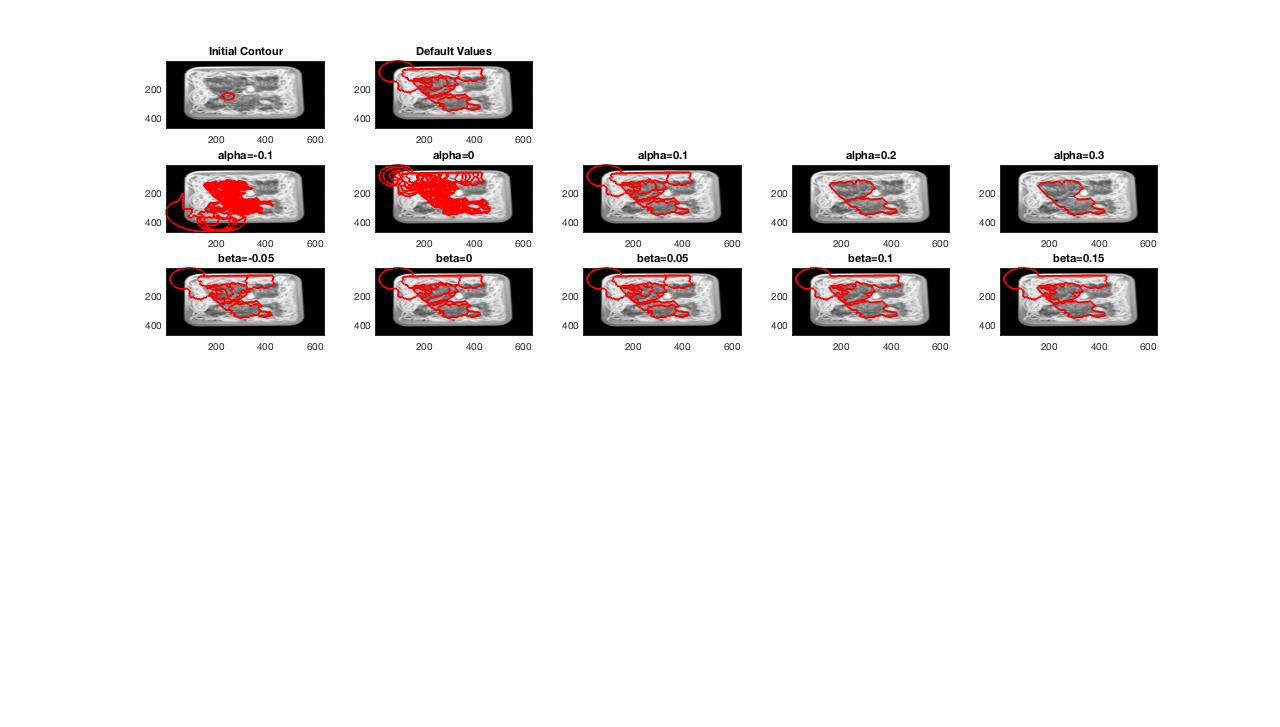 Initial Contour Default Values
200 200
400 400
200 400 600 200 400 600
alpha=-0.1 alpha=0 alpha=0.1 alpha=0.2 alpha=0.3
200 200 200 200 200
400 400 400 400 400
200 400 600 200 400 600 200 400 600 200 400 600 200 400 600
beta=-0.05 beta=0 beta=0.05 beta=0.1 beta=0.15
200 200 200 200 200
400 400 400 400 400
200 400 600 200 400 600 200 400 600 200 400 600 200 400 600